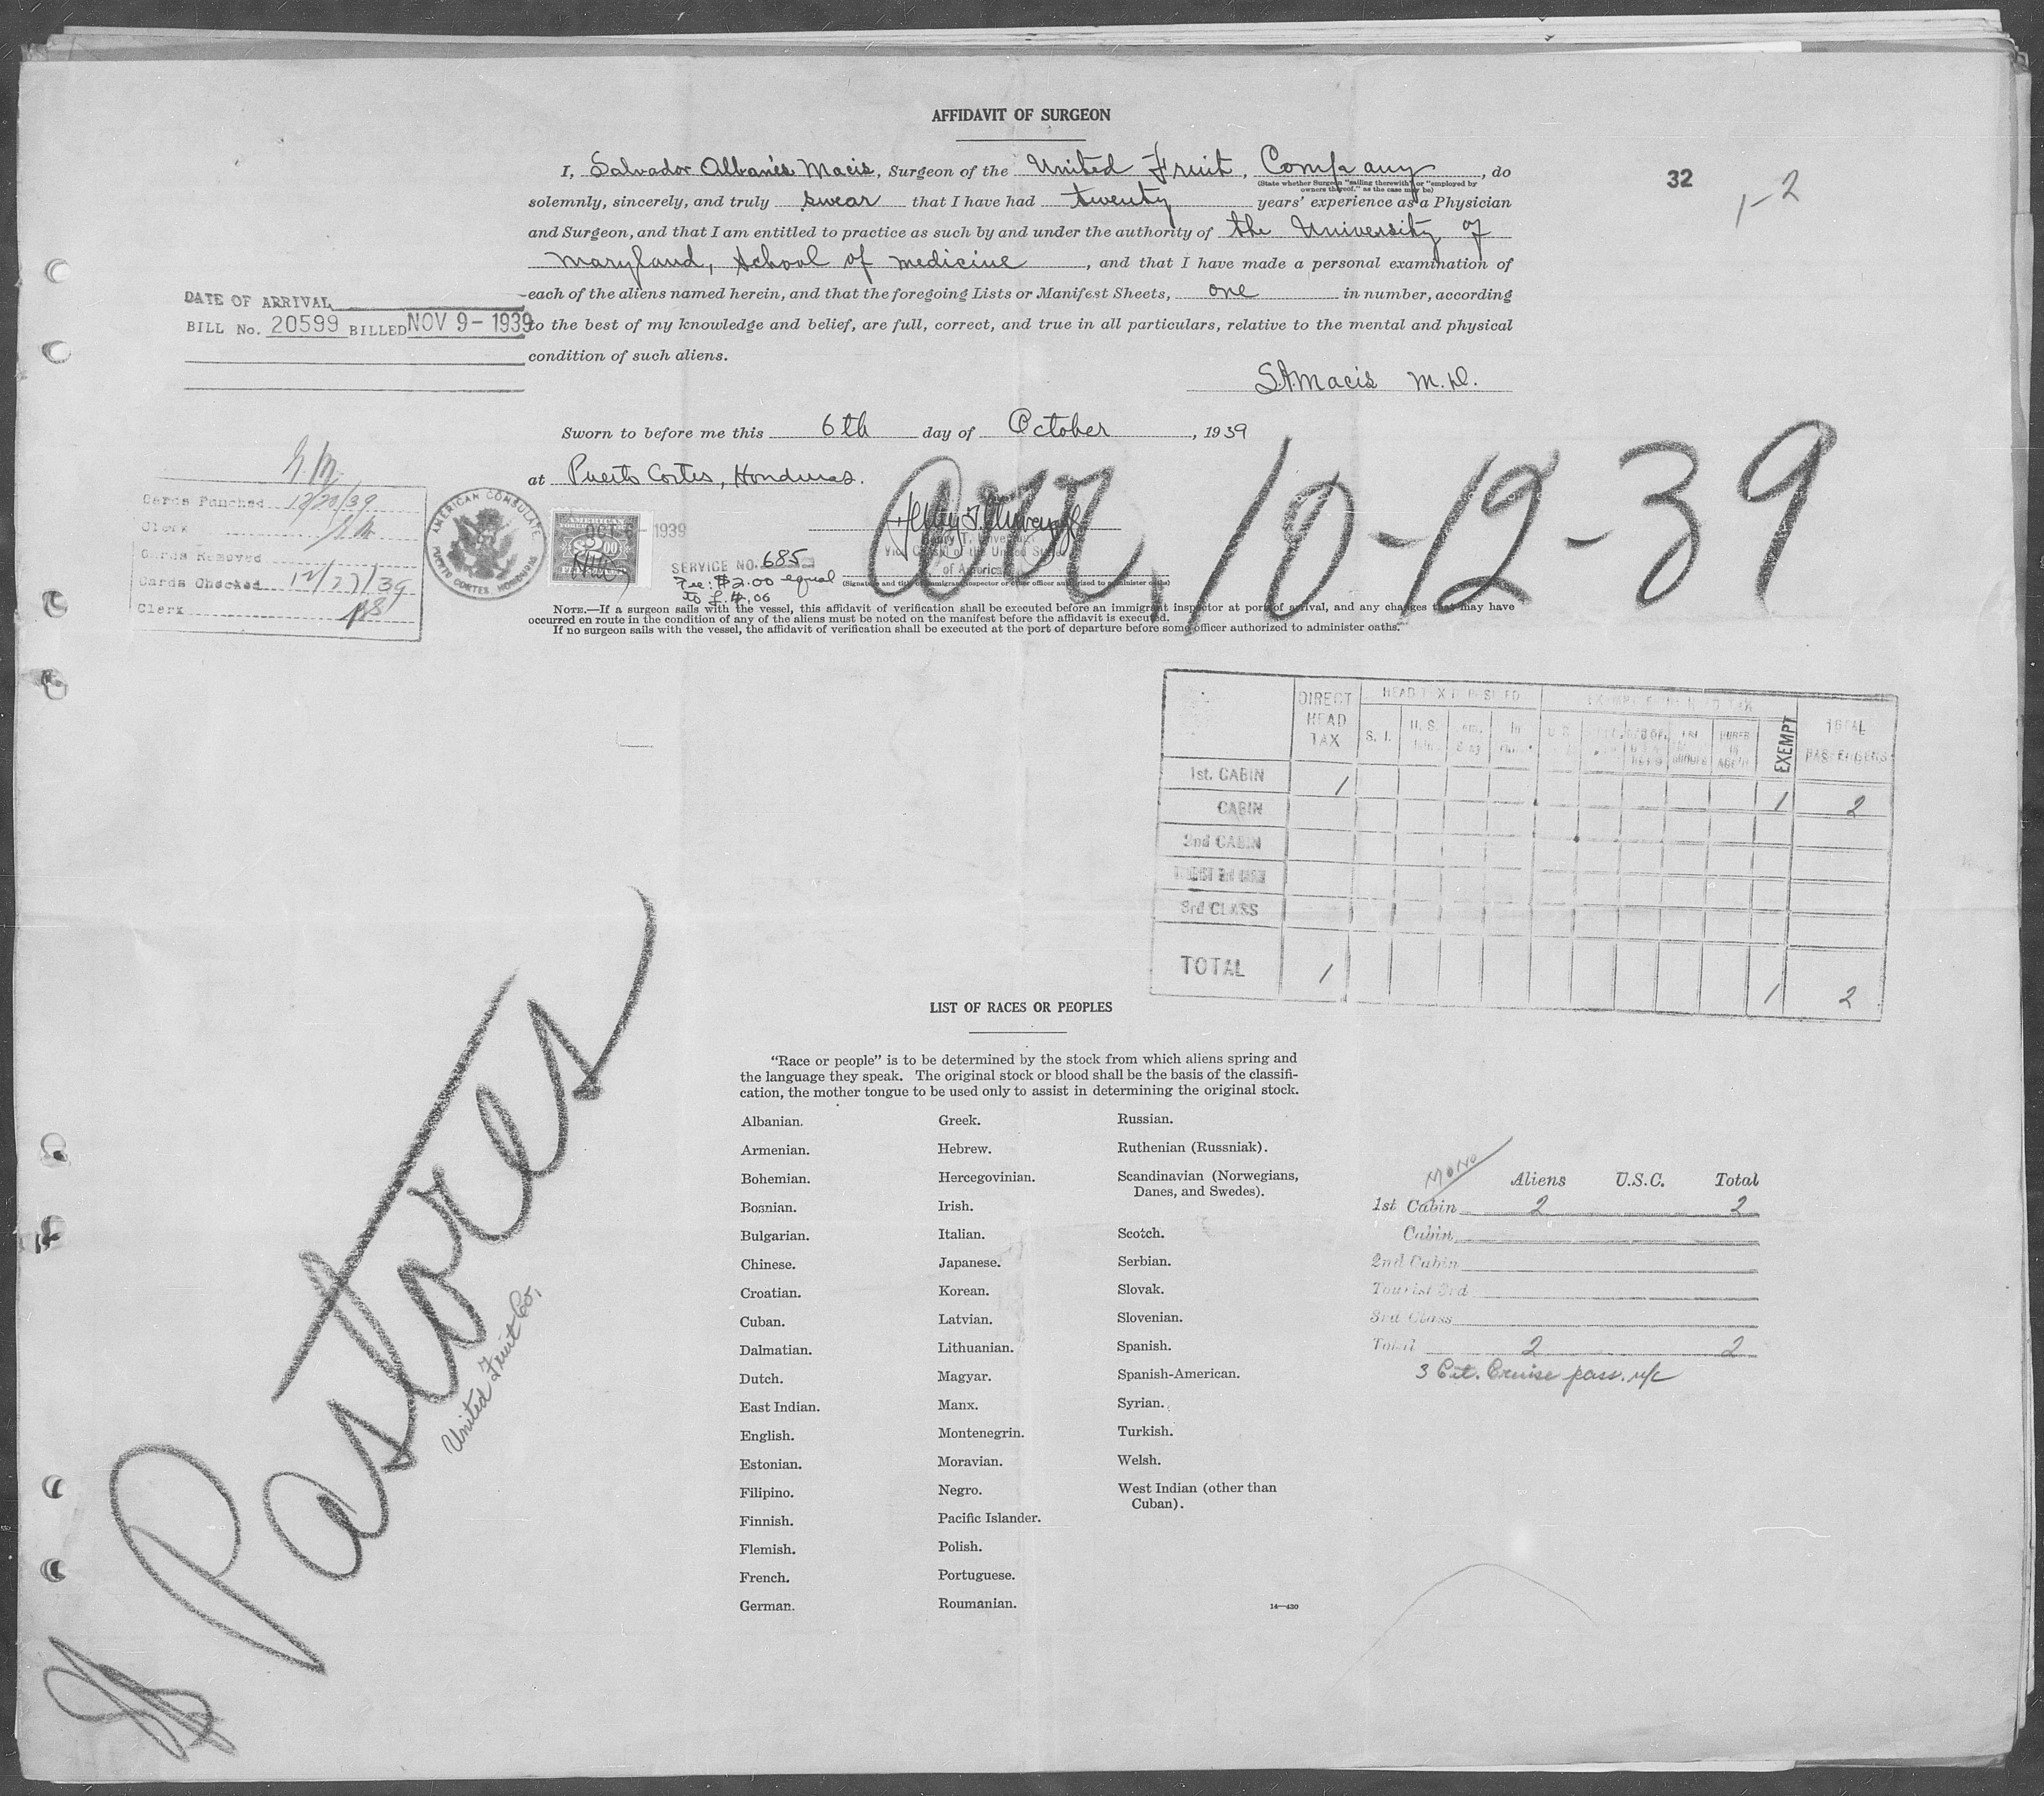 AFFIDAVIT OF SURGEON
I, Salvador Albanés Macis, Surgeon of the United Fruit, Company, do
(State whether Surgeon "sailing therewith" or "employed by
owners thereof," as the case may be)
solemnly, sincerely, and truly swear that I have had twenty years' experience as a Physician
and Surgeon, and that I am entitled to practice as such by and under the authority of the University of
Maryland, School of medicine, and that I have made a personal examination of
each of the aliens named herein, and that the foregoing Lists or Manifest Sheets, one in number, according
to the best of my knowledge and belief, are full, correct, and true in all particulars, relative to the mental and physical
condition of such aliens.
S.A. Macis M.D.
32
1-2
DATE OF ARRIVAL
BILL No. 20599 BILLED NOV 9 - 1939
Sworn to before me this 6th day of October, 1939
at Puerto Cortes, Honduras.
arr. 10-12-39
Cards Punched 12/20/39
Clerk
Cards Removed
Cards Checked 12/27/39
Clerk
AMERICAN CONSULATE
PUERTO CORTES, HONDURAS
AMERICAN
1939
SERVICE NO. 685
Fee: $2.00 equal
to
Vice Consul of the United States
of America
(Signature and title of immigrant inspector or other officer authorized to administer oaths)
NOTE.—If a surgeon sails with the vessel, this affidavit of verification shall be executed before an immigrant inspector at port of arrival, and any changes that may have
occurred en route in the condition of any of the aliens must be noted on the manifest before the affidavit is executed.
If no surgeon sails with the vessel, the affidavit of verification shall be executed at the port of departure before some officer authorized to administer oaths.
DIRECT HEAD TAX
S. I.
U. S.
EXEMPT
TOTAL PASSENGERS
1st. CABIN 1 1 2
CABIN
2nd CABIN
3rd CLASS
TOTAL 1 1 2
LIST OF RACES OR PEOPLES
"Race or people" is to be determined by the stock from which aliens spring and
the language they speak. The original stock or blood shall be the basis of the classifi-
cation, the mother tongue to be used only to assist in determining the original stock.
Albanian.
Armenian.
Bohemian.
Bosnian.
Bulgarian.
Chinese.
Croatian.
Cuban.
Dalmatian.
Dutch.
East Indian.
English.
Estonian.
Filipino.
Finnish.
Flemish.
French.
German.
Greek.
Hebrew.
Hercegovinian.
Irish.
Italian.
Japanese.
Korean.
Latvian.
Lithuanian.
Magyar.
Manx.
Montenegrin.
Moravian.
Negro.
Pacific Islander.
Polish.
Portuguese.
Roumanian.
Russian.
Ruthenian (Russniak).
Scandinavian (Norwegians,
Danes, and Swedes).
Scotch.
Serbian.
Slovak.
Slovenian.
Spanish.
Spanish-American.
Syrian.
Turkish.
Welsh.
West Indian (other than
Cuban).
14—430
Mono
Aliens U.S.C. Total
1st Cabin 2 2
Cabin
2nd Cabin
Tourist 3rd
3rd Class
Total 2 2
3 Cit. Cruise pass. n/c
Pastores
United Fruit Co.